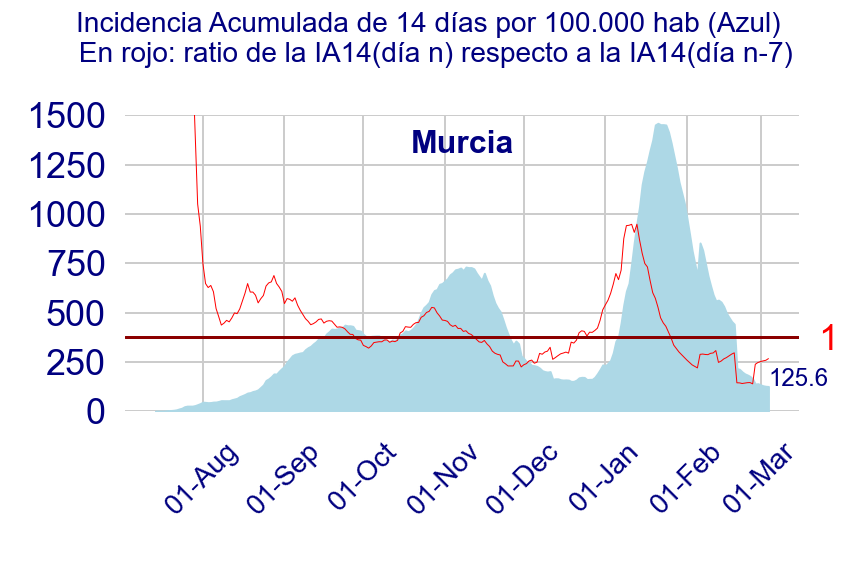 Incidencia Acumulada de 14 días por 100.000 hab (Azul)
En rojo: ratio de la IA14(día n) respecto a la IA14(día n-7)
Murcia
1500
1250
1000
750
500
250
0
1
125.6
01-Aug
01-Sep
01-Oct
01-Nov
01-Dec
01-Jan
01-Feb
01-Mar